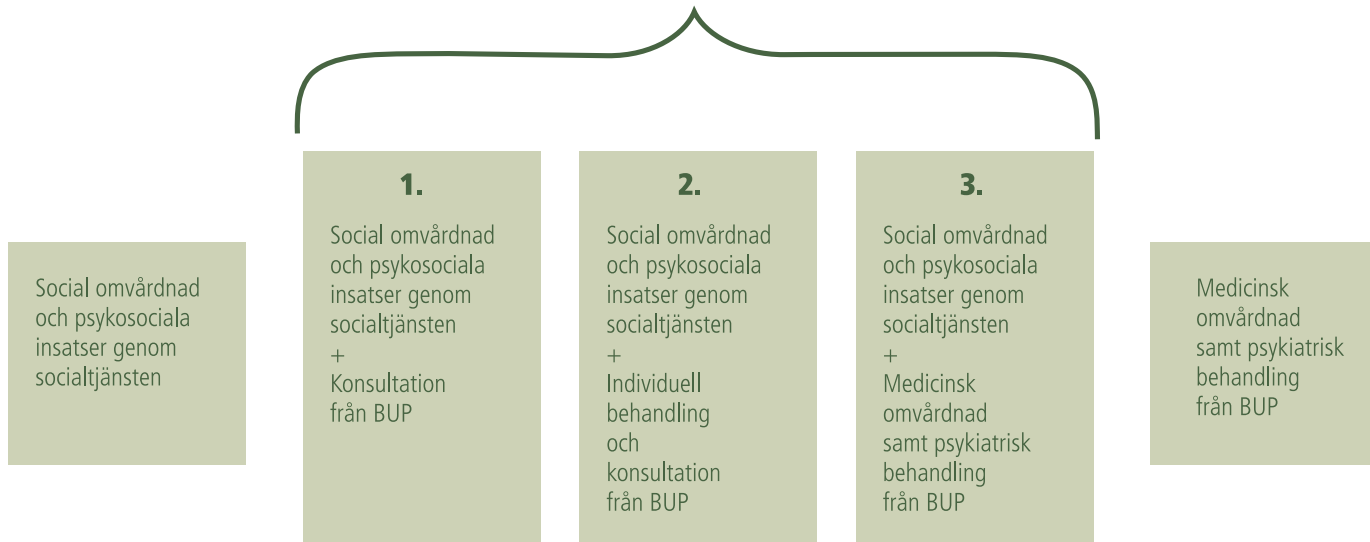 Social omvårdnad
och psykosociala
insatser genom
socialtjänsten
1.
Social omvårdnad
och psykosociala
insatser genom
socialtjänsten
+
Konsultation
från BUP
2.
Social omvårdnad
och psykosociala
insatser genom
socialtjänsten
+
Individuell
behandling
och
konsultation
från BUP
3.
Social omvårdnad
och psykosociala
insatser genom
socialtjänsten
+
Medicinsk
omvårdnad
samt psykiatrisk
behandling
från BUP
Medicinsk
omvårdnad
samt psykiatrisk
behandling
från BUP